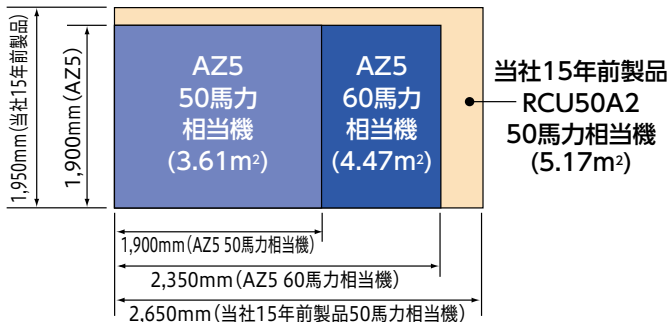 1,950mm(当社15年前製品)
1,900mm(AZ5)
AZ5
50馬力
相当機
(3.61m²)
AZ5
60馬力
相当機
(4.47m²)
当社15年前製品
RCU50A2
50馬力相当機
(5.17m²)
1,900mm(AZ5 50馬力相当機)
2,350mm(AZ5 60馬力相当機)
2,650mm(当社15年前製品50馬力相当機)